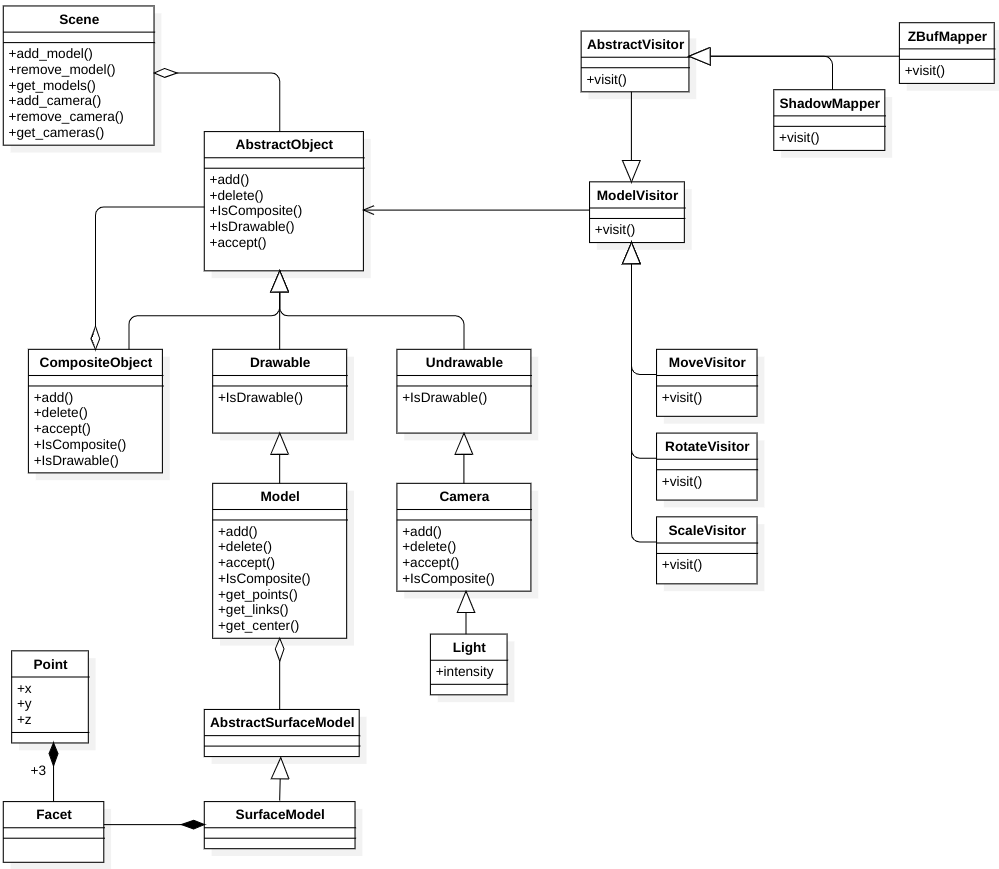 Scene
+add_model()
+remove_model()
+get_models()
+add_camera()
+remove_camera()
+get_cameras()
AbstractVisitor
+visit()
ZBufMapper
+visit()
ShadowMapper
+visit()
AbstractObject
+add()
+delete()
+IsComposite()
+IsDrawable()
+accept()
ModelVisitor
+visit()
CompositeObject
+add()
+delete()
+accept()
+IsComposite()
+IsDrawable()
Drawable
+IsDrawable()
Undrawable
+IsDrawable()
MoveVisitor
+visit()
RotateVisitor
+visit()
ScaleVisitor
+visit()
Model
+add()
+delete()
+accept()
+IsComposite()
+get_points()
+get_links()
+get_center()
Camera
+add()
+delete()
+accept()
+IsComposite()
Light
+intensity
Point
+x
+y
+z
+3
AbstractSurfaceModel
Facet
SurfaceModel